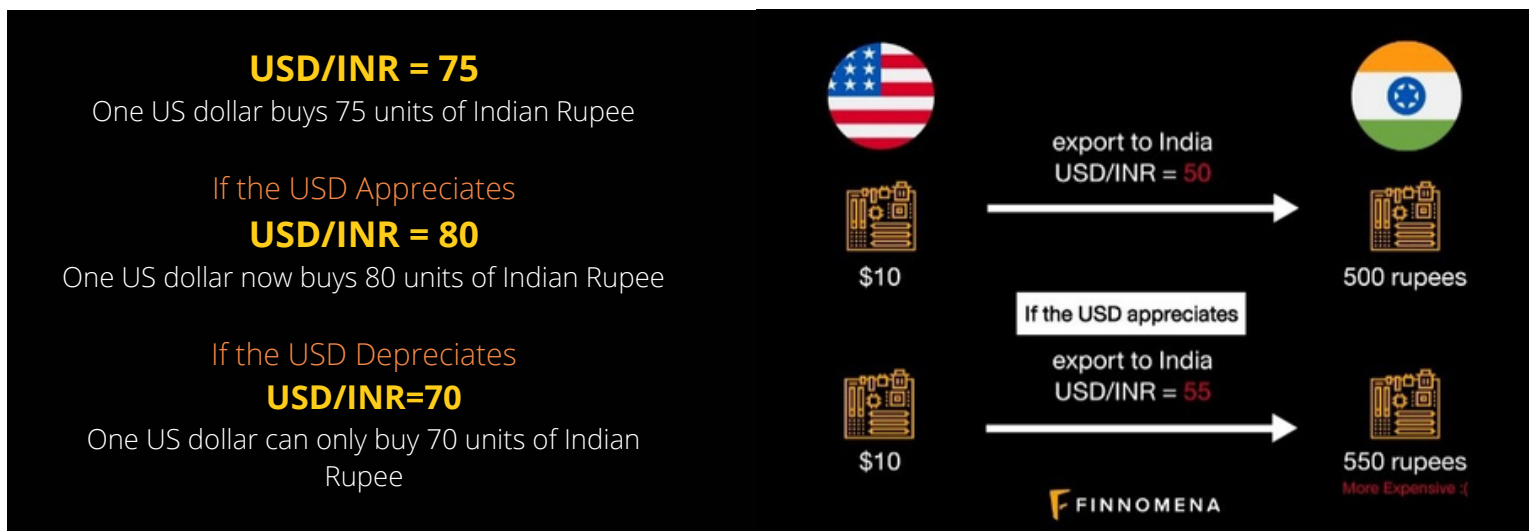 USD/INR = 75
One US dollar buys 75 units of Indian Rupee
If the USD Appreciates
USD/INR = 80
One US dollar now buys 80 units of Indian Rupee
If the USD Depreciates
USD/INR=70
One US dollar can only buy 70 units of Indian
Rupee
export to India
USD/INR = 50
$10
500 rupees
If the USD appreciates
export to India
USD/INR = 55
$10
550 rupees
More Expensive :(
FINNOMENA